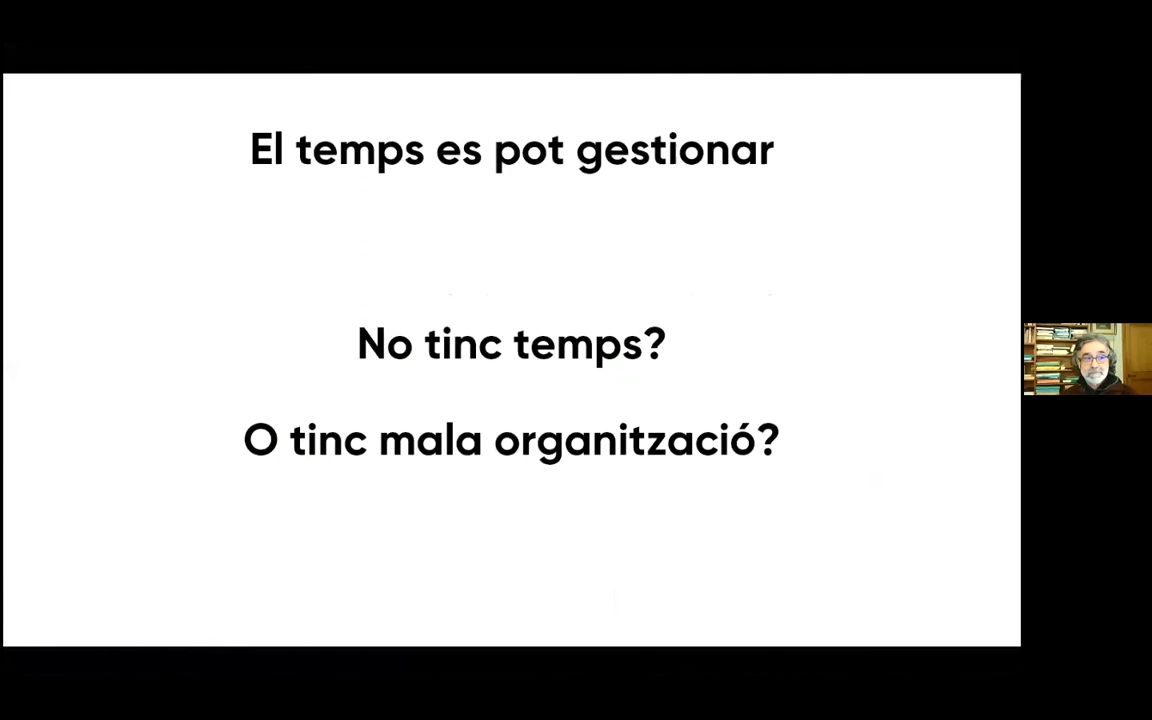 El temps es pot gestionar
No tinc temps?
O tinc mala organització?